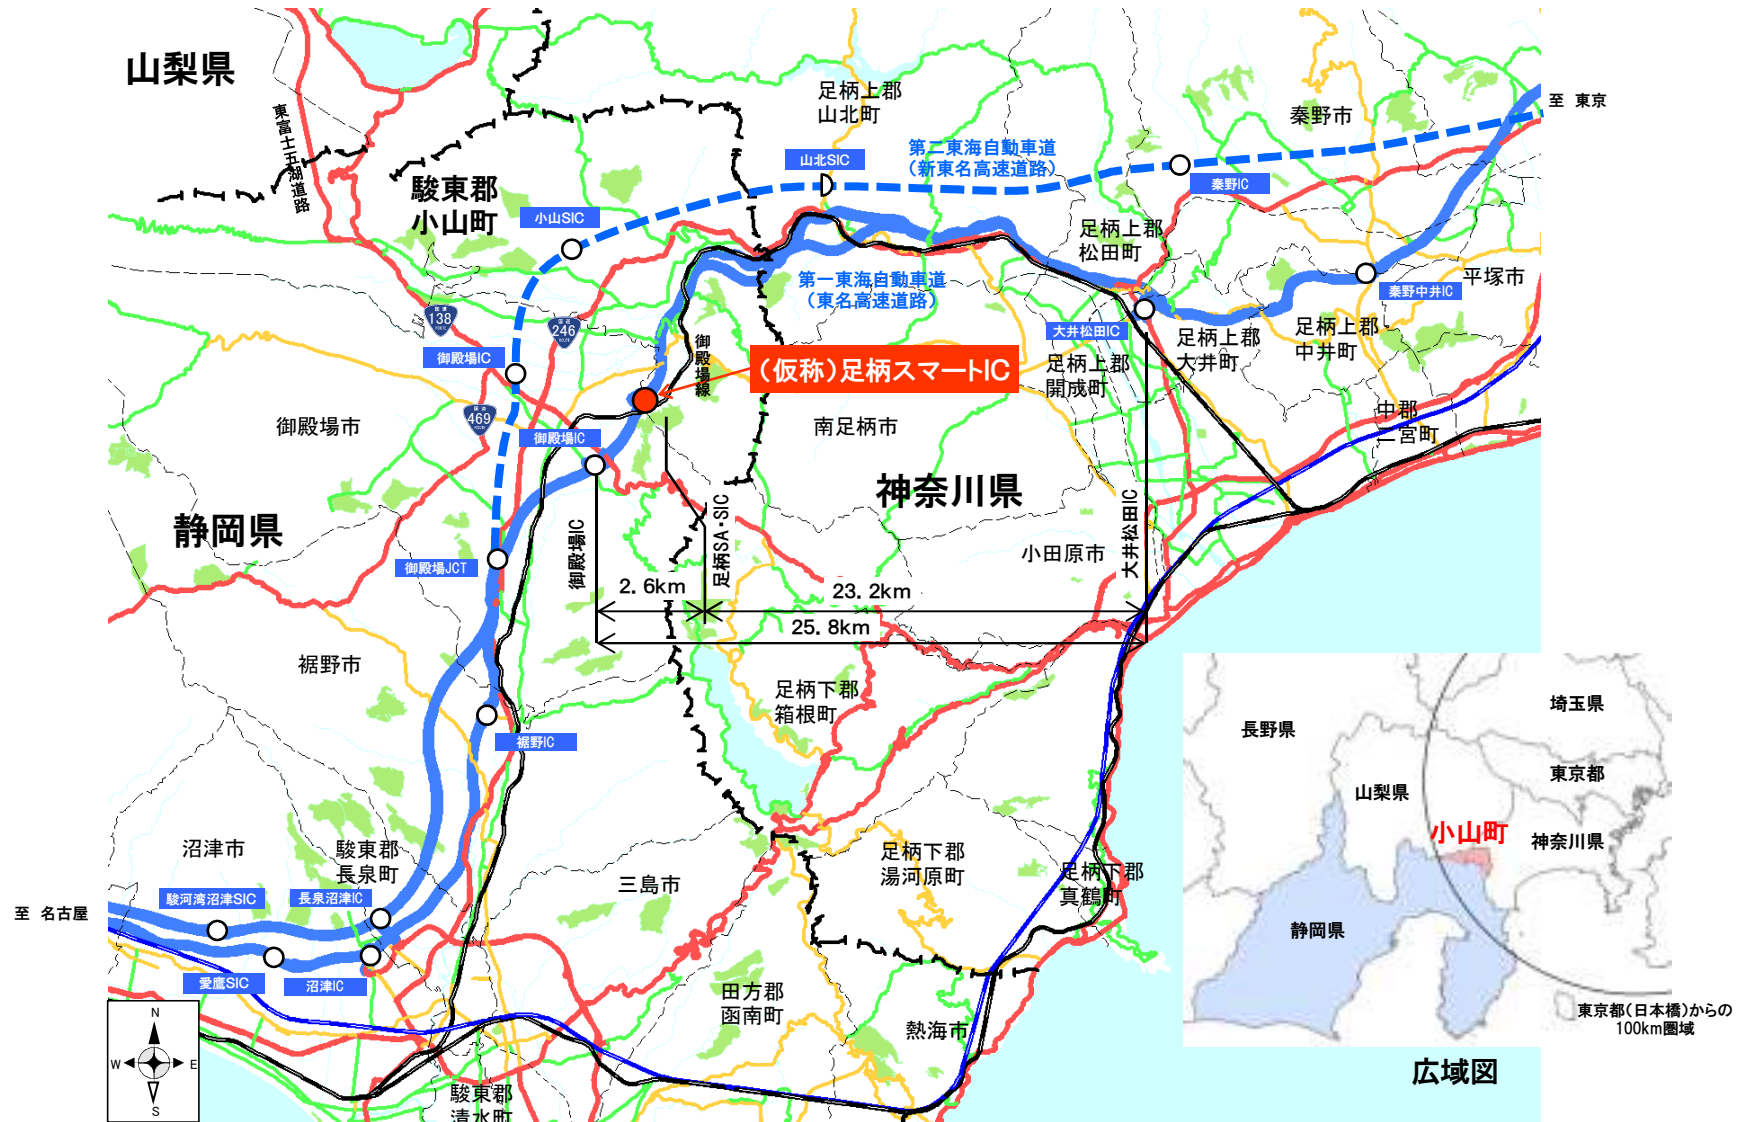 山梨県
東富士五湖道路
足柄上郡
山北町
秦野市
至 東京
第二東海自動車道
(新東名高速道路)
山北SIC
秦野IC
駿東郡
小山町
小山SIC
足柄上郡
松田町
平塚市
秦野中井IC
第一東海自動車道
(東名高速道路)
138
ROUTE
246
ROUTE
大井松田IC
足柄上郡
大井町
足柄上郡
中井町
御殿場IC
御殿場線
(仮称)足柄スマートIC
足柄上郡
開成町
469
ROUTE
御殿場市
御殿場IC
南足柄市
中郡
二宮町
神奈川県
静岡県
御殿場JCT
御殿場IC
足柄SA・SIC
大井松田IC
小田原市
2.6km
23.2km
25.8km
裾野市
裾野IC
足柄下郡
箱根町
沼津市
駿東郡
長泉町
三島市
足柄下郡
湯河原町
足柄下郡
真鶴町
至 名古屋
駿河湾沼津SIC
長泉沼津IC
愛鷹SIC
沼津IC
田方郡
函南町
熱海市
駿東郡
清水町
N
W
E
S
長野県
埼玉県
山梨県
東京都
小山町
神奈川県
静岡県
東京都(日本橋)からの
100km圏域
広域図